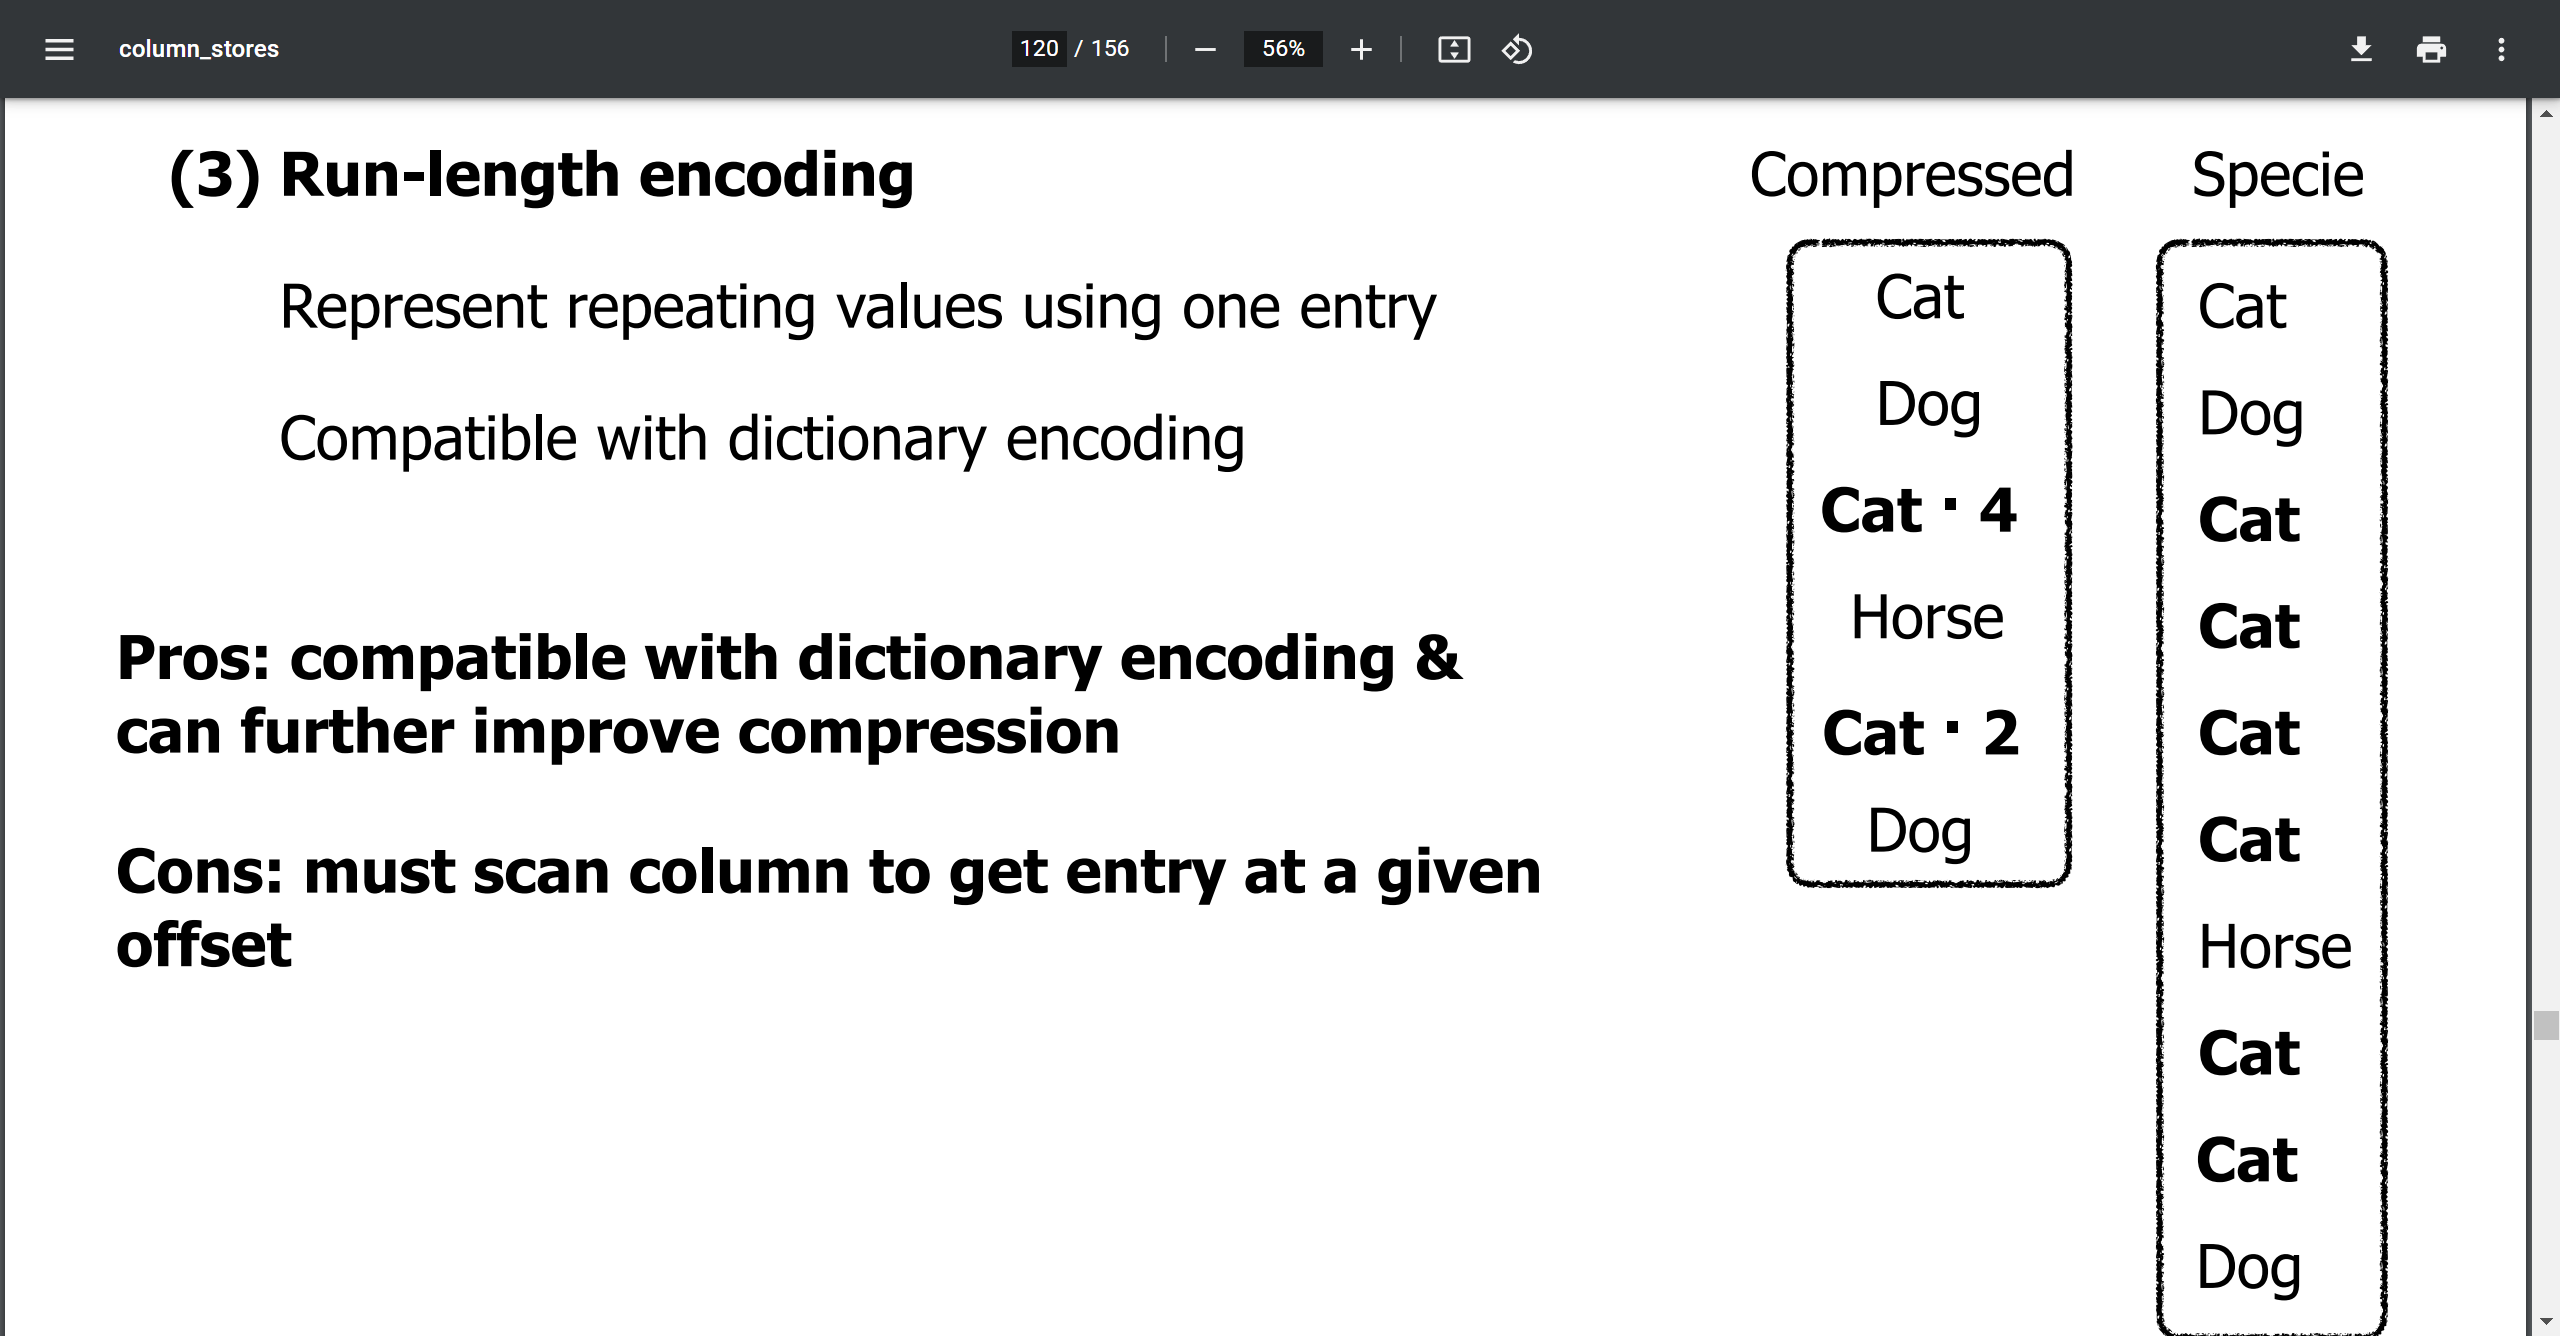 column_stores
120 / 156
56%
(3) Run-length encoding
Represent repeating values using one entry
Compatible with dictionary encoding
Pros: compatible with dictionary encoding &
can further improve compression
Cons: must scan column to get entry at a given
offset
Compressed
Cat
Dog
Cat · 4
Horse
Cat · 2
Dog
Specie
Cat
Dog
Cat
Cat
Cat
Cat
Horse
Cat
Cat
Dog